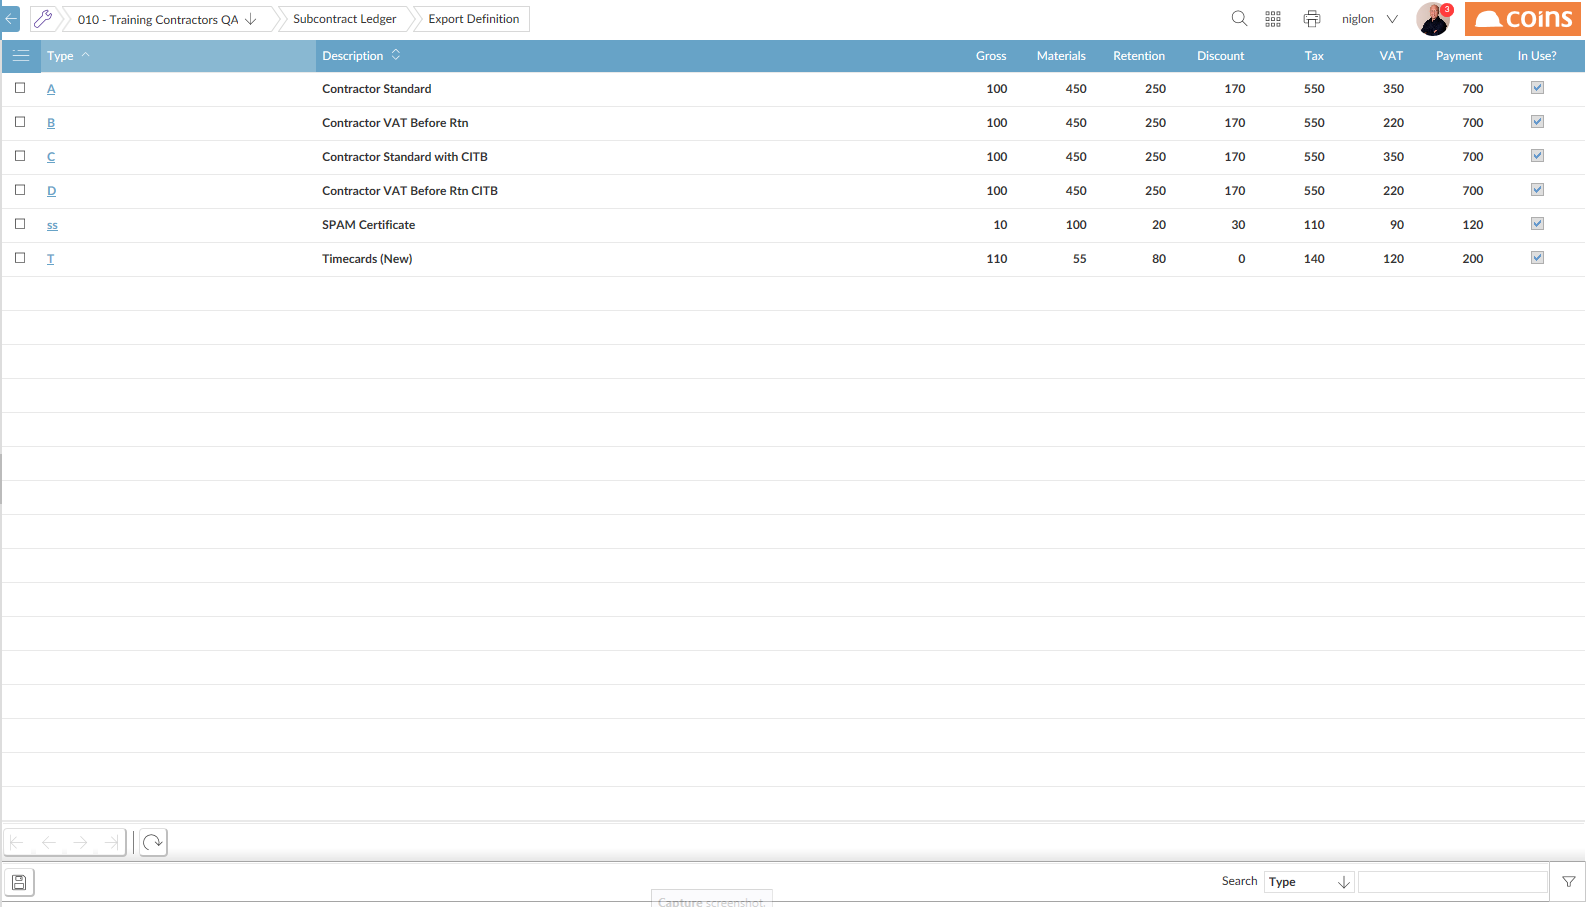 010 - Training Contractors QA Subcontract Ledger Export Definition niglon 3 coins
Type Description Gross Materials Retention Discount Tax VAT Payment In Use?
A Contractor Standard 100 450 250 170 550 350 700
B Contractor VAT Before Rtn 100 450 250 170 550 220 700
C Contractor Standard with CITB 100 450 250 170 550 350 700
D Contractor VAT Before Rtn CITB 100 450 250 170 550 220 700
ss SPAM Certificate 10 100 20 30 110 90 120
T Timecards (New) 110 55 80 0 140 120 200
Search Type
Capture screenshot.